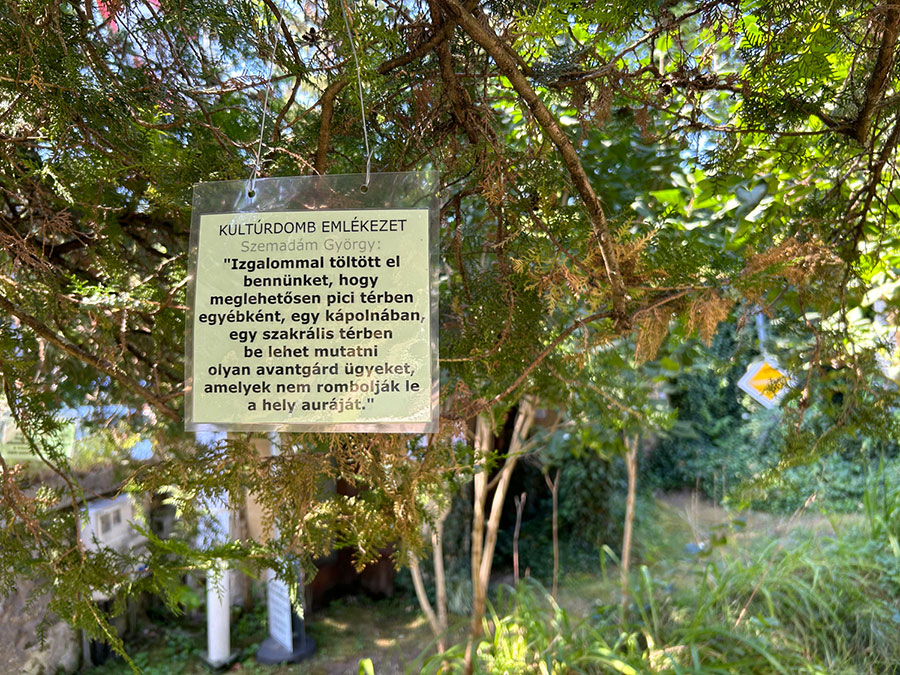 KULTÚRDOMB EMLÉKEZET
Szemadám György:
"Izgalommal töltött el
bennünket, hogy
meglehetősen pici térben
egyébként, egy kápolnában,
egy szakrális térben
be lehet mutatni
olyan avantgárd ügyeket,
amelyek nem rombolják le
a hely auráját."